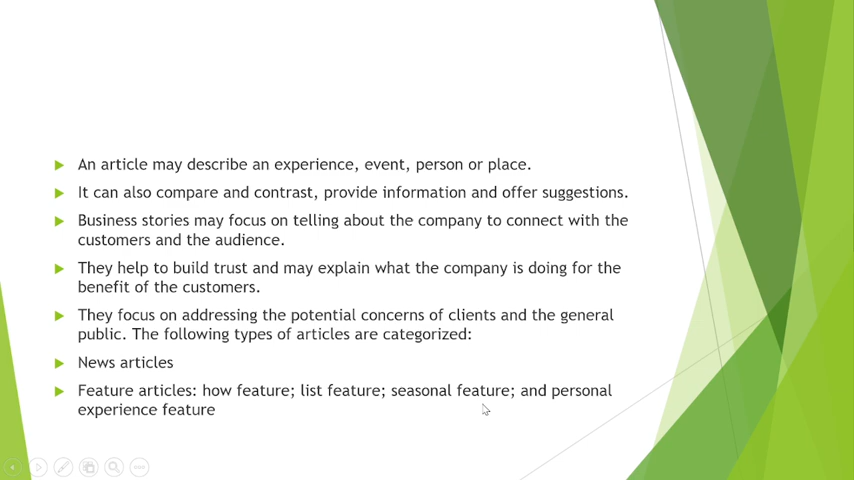 An article may describe an experience, event, person or place.
It can also compare and contrast, provide information and offer suggestions.
Business stories may focus on telling about the company to connect with the
customers and the audience.
They help to build trust and may explain what the company is doing for the
benefit of the customers.
They focus on addressing the potential concerns of clients and the general
public. The following types of articles are categorized:
News articles
Feature articles: how feature; list feature; seasonal feature; and personal
experience feature